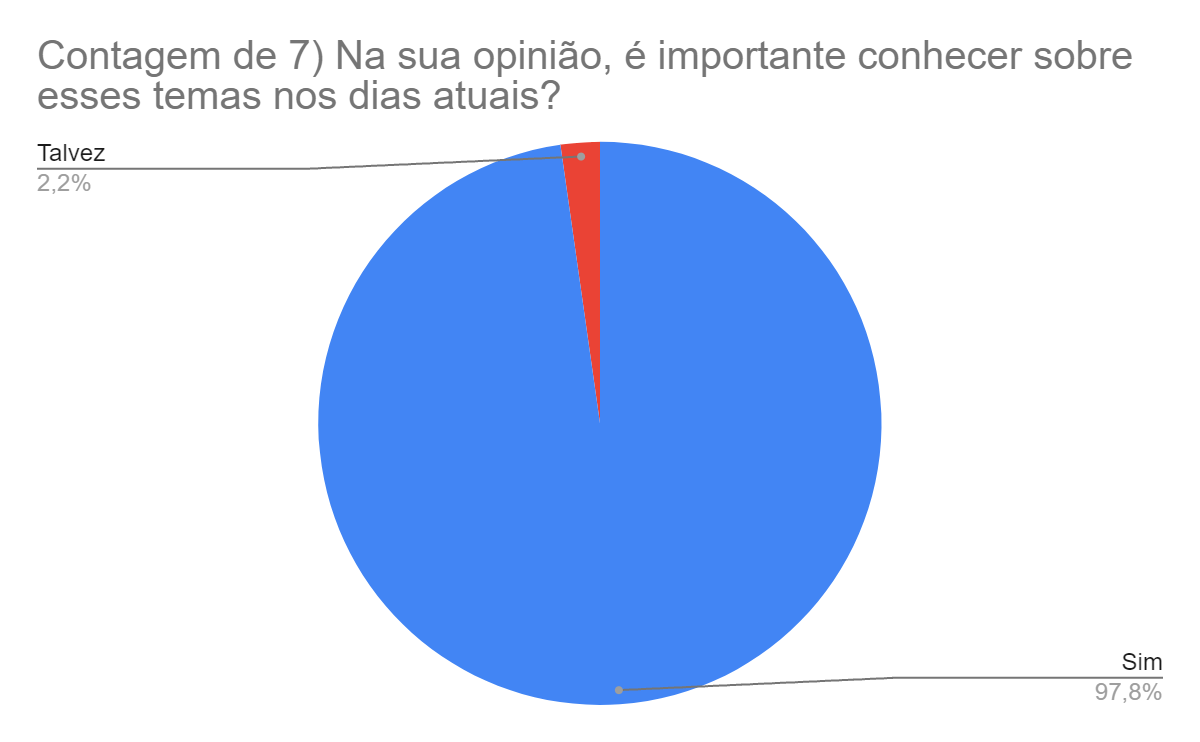 Contagem de 7) Na sua opinião, é importante conhecer sobre
esses temas nos dias atuais?
Talvez
2,2%
Sim
97,8%